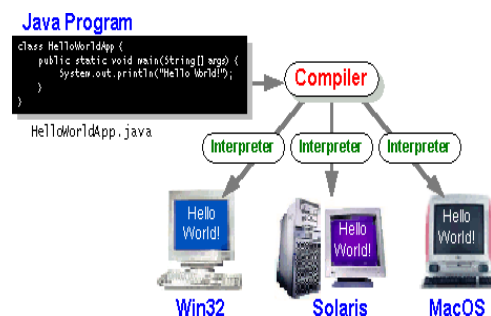 Java Program
class HelloWorldApp {
public static void main(String[] args) {
System.out.println("Hello World!");
}
}
HelloWorldApp.java
Compiler
Interpreter Interpreter Interpreter
Hello
World!
Hello
World!
Hello
World!
Win32 Solaris MacOS